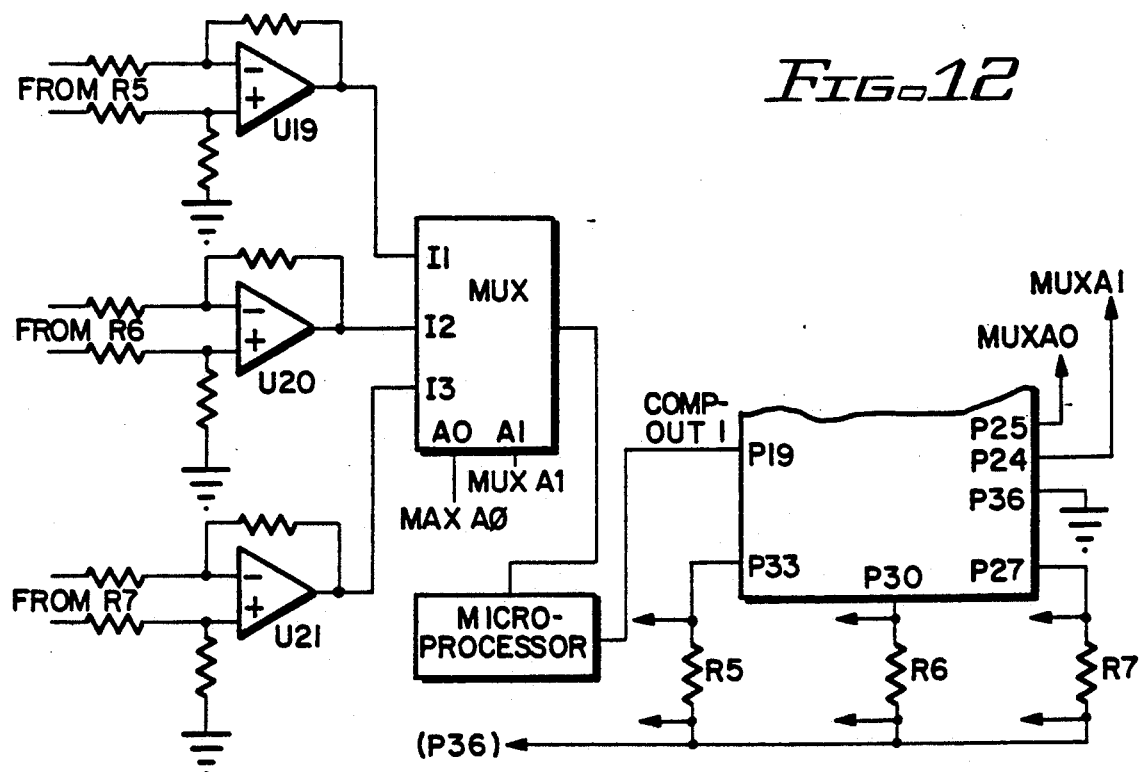 FIG. 12
FROM R5
-
+
U19
FROM R6
-
+
U20
FROM R7
-
+
U21
I1
MUX
I2
I3
A0 A1
MUX A1
MAX AØ
MICRO-
PROCESSOR
COMP-
OUT 1
MUXA1
MUXA0
P25
P19
P24
P36
P33
P30
P27
R5
R6
R7
(P36)